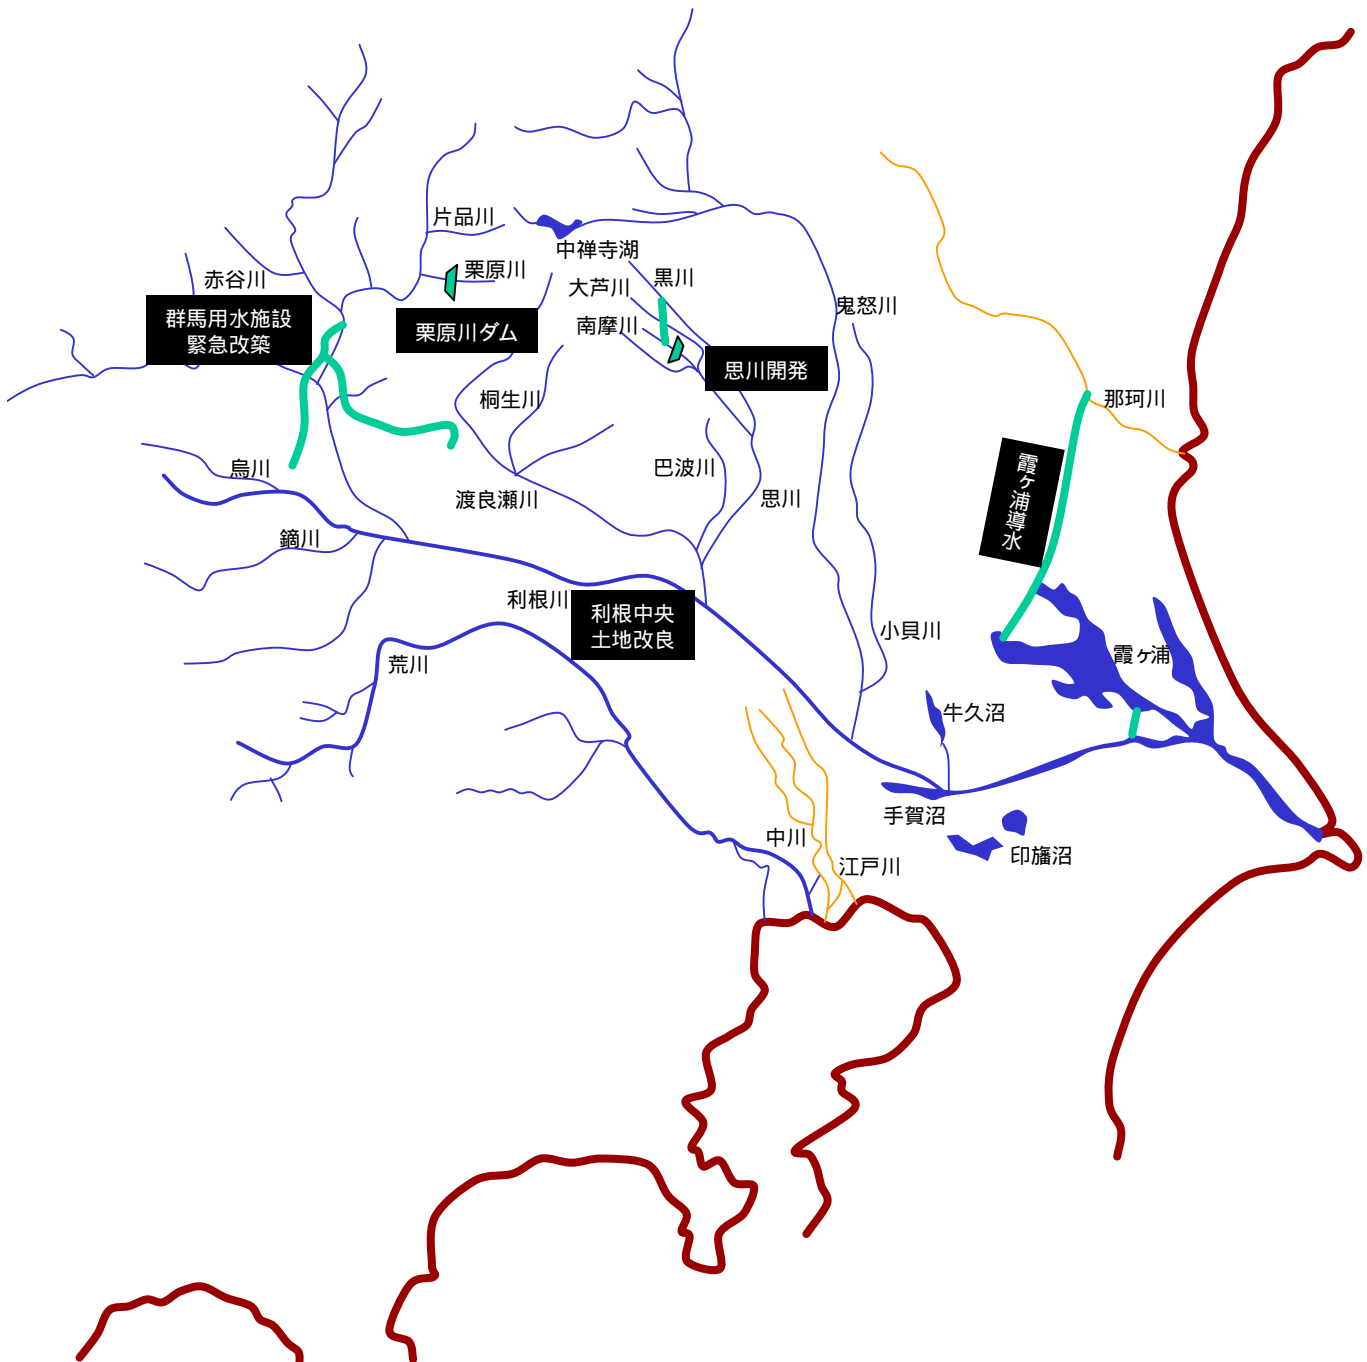 片品川
中禅寺湖
栗原川
赤谷川
黒川
大芦川
鬼怒川
群馬用水施設
緊急改築
南摩川
栗原川ダム
思川開発
桐生川
那珂川
烏川
巴波川
霞ヶ浦導水
渡良瀬川
思川
鏑川
利根川
利根中央
土地改良
小貝川
荒川
霞ヶ浦
牛久沼
手賀沼
中川
印旛沼
江戸川